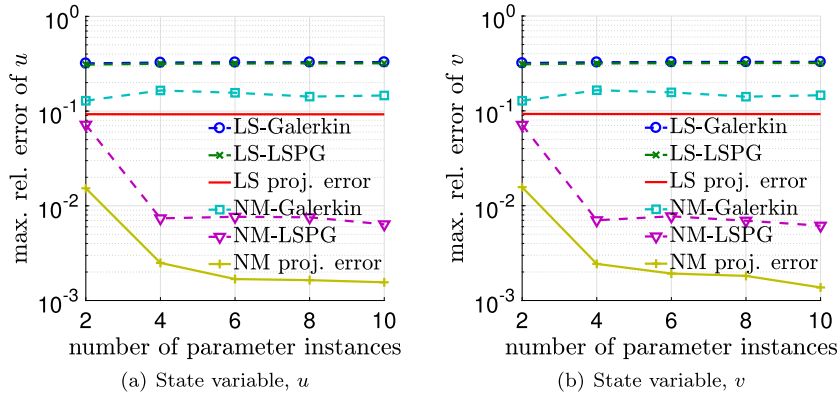 max. rel. error of u
10^0
10^-1
10^-2
10^-3
LS-Galerkin
LS-LSPG
LS proj. error
NM-Galerkin
NM-LSPG
NM proj. error
2 4 6 8 10
number of parameter instances
(a) State variable, u
max. rel. error of v
10^0
10^-1
10^-2
10^-3
LS-Galerkin
LS-LSPG
LS proj. error
NM-Galerkin
NM-LSPG
NM proj. error
2 4 6 8 10
number of parameter instances
(b) State variable, v